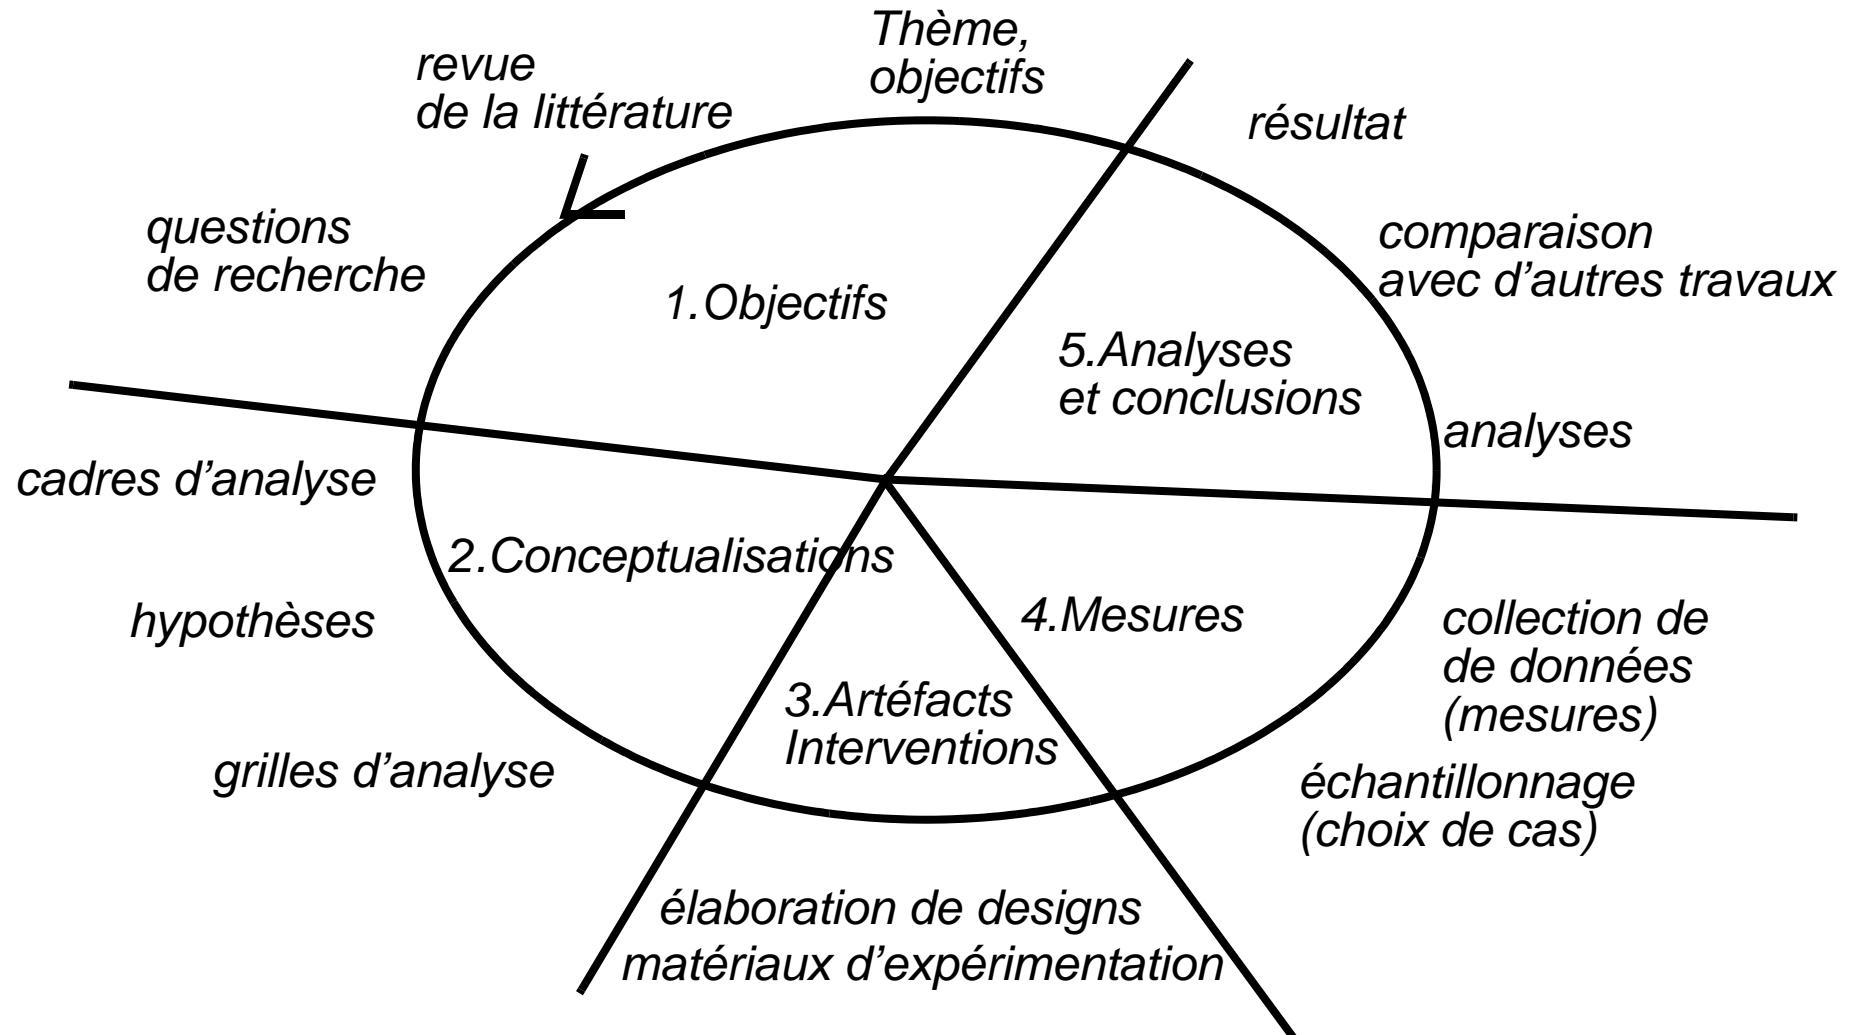 Thème,
objectifs
revue
de la littérature
résultat
questions
de recherche
comparaison
avec d’autres travaux
1.Objectifs
5.Analyses
et conclusions
analyses
cadres d’analyse
2.Conceptualisations
hypothèses
4.Mesures
collection de
de données
(mesures)
3.Artéfacts
Interventions
grilles d’analyse
échantillonnage
(choix de cas)
élaboration de designs
matériaux d’expérimentation